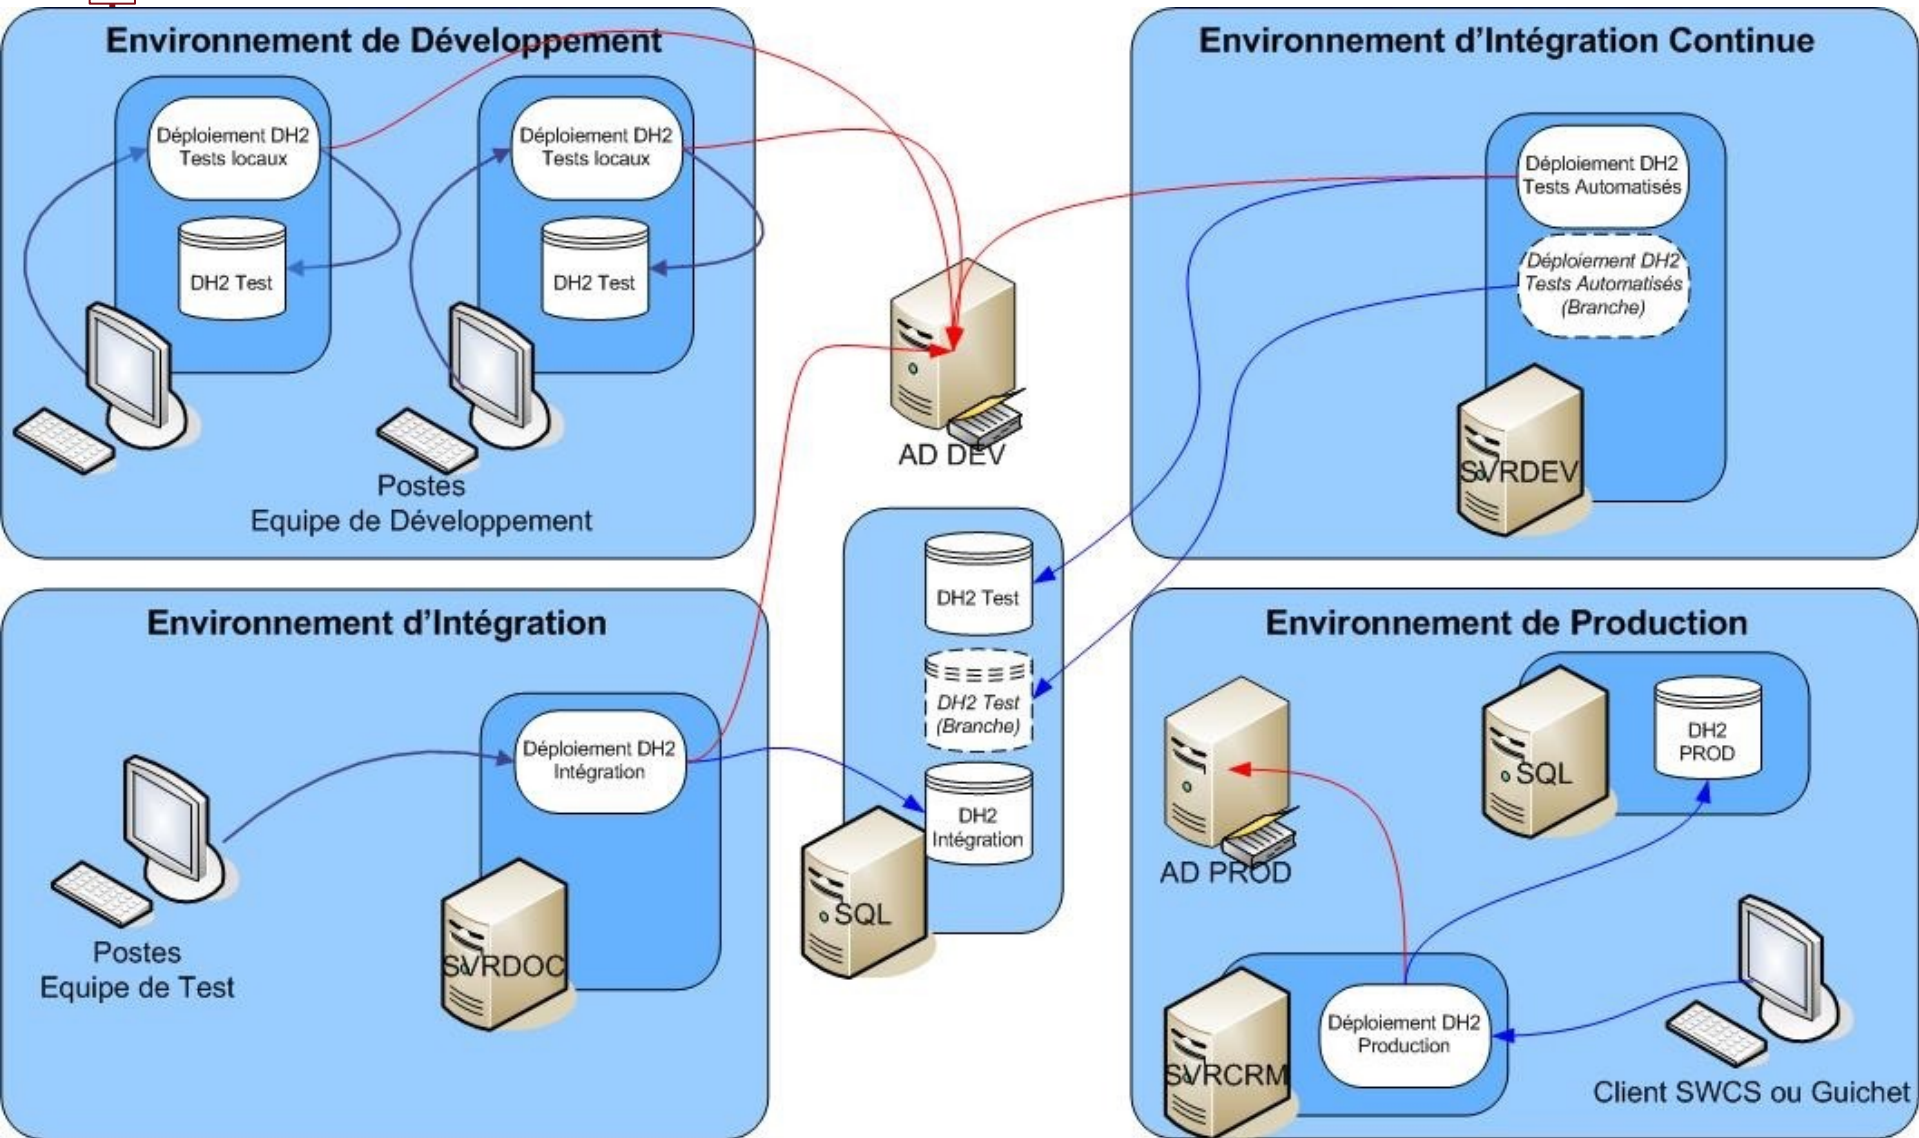 Environnement de Développement
Déploiement DH2
Tests locaux
DH2 Test
Déploiement DH2
Tests locaux
DH2 Test
Postes
Equipe de Développement
AD DEV
Environnement d'Intégration Continue
Déploiement DH2
Tests Automatisés
Déploiement DH2
Tests Automatisés
(Branche)
SVRDEV
Environnement d'Intégration
Déploiement DH2
Intégration
Postes
Equipe de Test
SVRDOC
DH2 Test
DH2 Test
(Branche)
DH2
Intégration
SQL
Environnement de Production
AD PROD
SQL
DH2
PROD
SVRCRM
Déploiement DH2
Production
Client SWCS ou Guichet